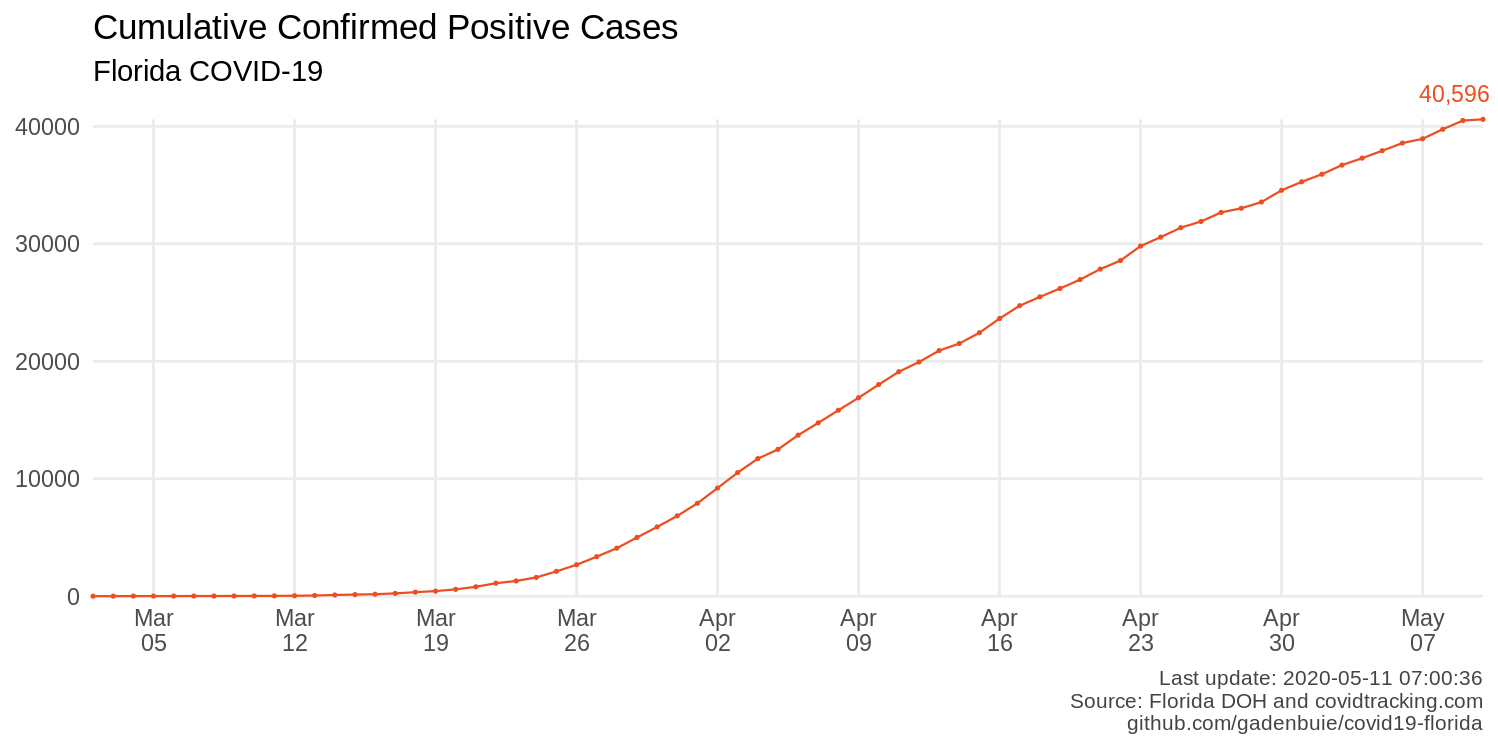 Cumulative Confirmed Positive Cases
Florida COVID-19
40,596
40000
30000
20000
10000
0
Mar Mar Mar Mar Apr Apr Apr Apr Apr May
05 12 19 26 02 09 16 23 30 07
Last update: 2020-05-11 07:00:36
Source: Florida DOH and covidtracking.com
github.com/gadenbuie/covid19-florida